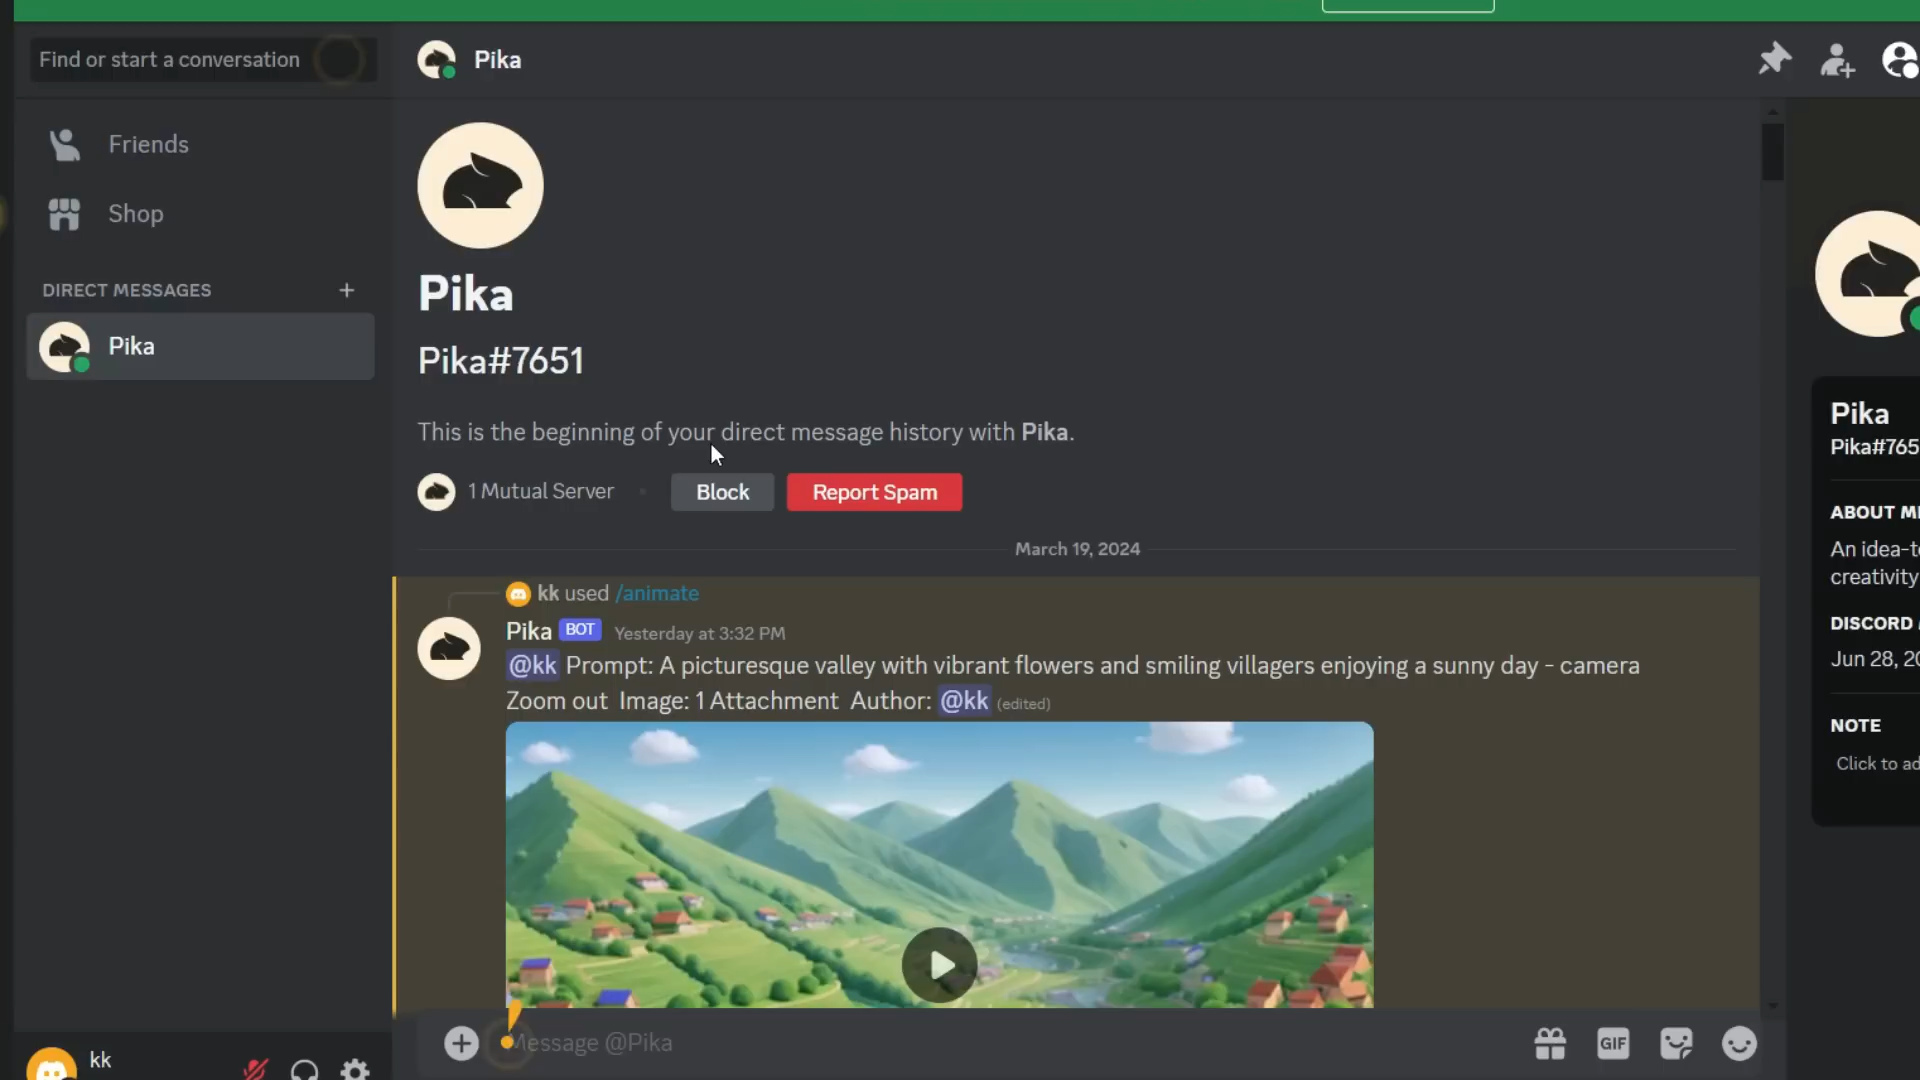 Find or start a conversation
Pika
Friends
Shop
DIRECT MESSAGES
Pika
Pika
Pika#7651
This is the beginning of your direct message history with Pika.
1 Mutual Server
Block
Report Spam
March 19, 2024
kk used /animate
Pika BOT Yesterday at 3:32 PM
@kk Prompt: A picturesque valley with vibrant flowers and smiling villagers enjoying a sunny day - camera
Zoom out Image: 1 Attachment Author: @kk (edited)
Message @Pika
GIF
kk
Pika
Pika#765
ABOUT M
An idea-t
creativity
DISCORD
Jun 28, 20
NOTE
Click to ad